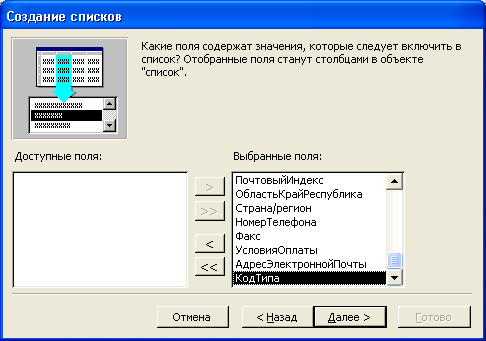 Создание списков
Какие поля содержат значения, которые следует включить в
список? Отобранные поля станут столбцами в объекте
"список".
Доступные поля:
Выбранные поля:
ПочтовыйИндекс
ОбластьКрайРеспублика
Страна/регион
НомерТелефона
Факс
УсловияОплаты
АдресЭлектроннойПочты
КодТипа
>
>>
<
<<
Отмена
< Назад
Далее >
Готово